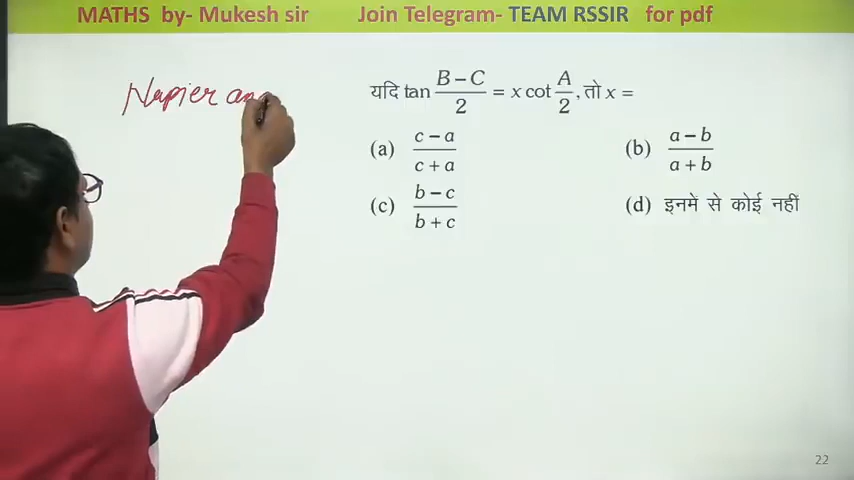 MATHS by- Mukesh sir Join Telegram- TEAM RSSIR for pdf
Napier ana
यदि tan B – C / 2 = x cot A / 2, तो x =
(a) c – a / c + a (b) a – b / a + b
(c) b – c / b + c (d) इनमें से कोई नहीं
22